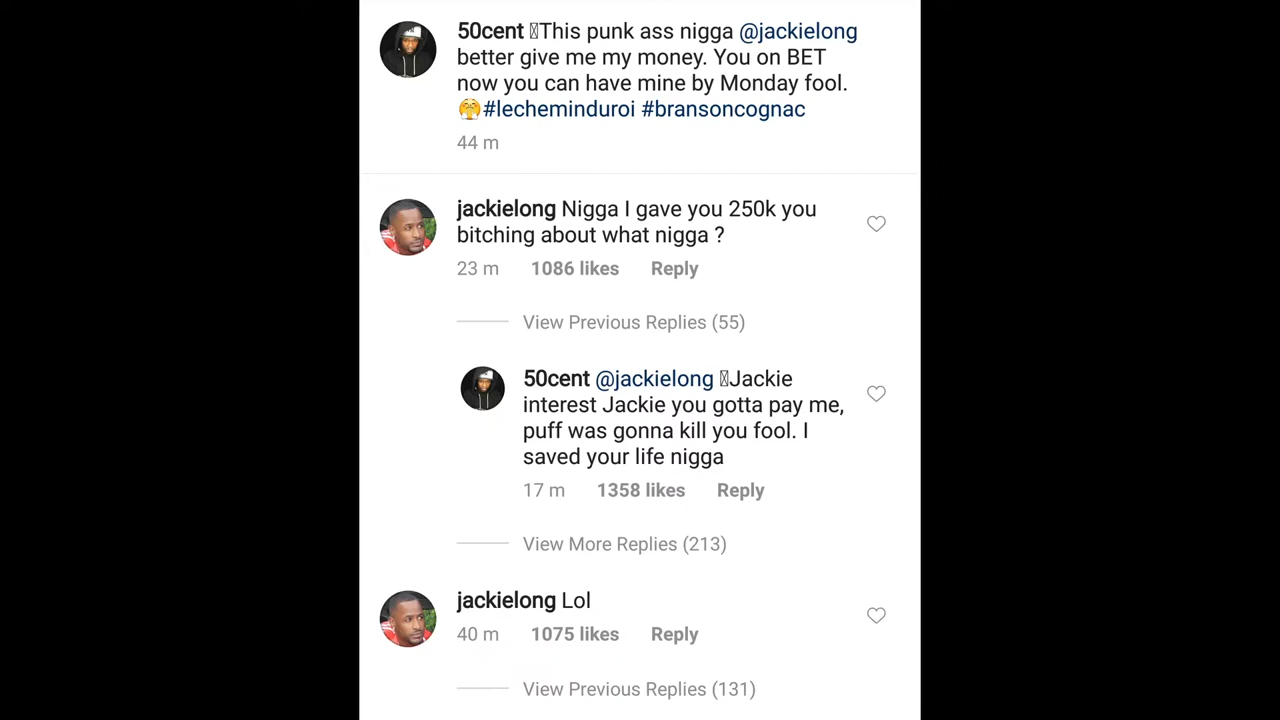 50cent This punk ass nigga @jackielong
better give me my money. You on BET
now you can have mine by Monday fool.
😤#lecheminduroi #bransoncognac
44 m
jackielong Nigga I gave you 250k you
bitching about what nigga ?
23 m 1086 likes Reply
View Previous Replies (55)
50cent @jackielong Jackie
interest Jackie you gotta pay me,
puff was gonna kill you fool. I
saved your life nigga
17 m 1358 likes Reply
View More Replies (213)
jackielong Lol
40 m 1075 likes Reply
View Previous Replies (131)